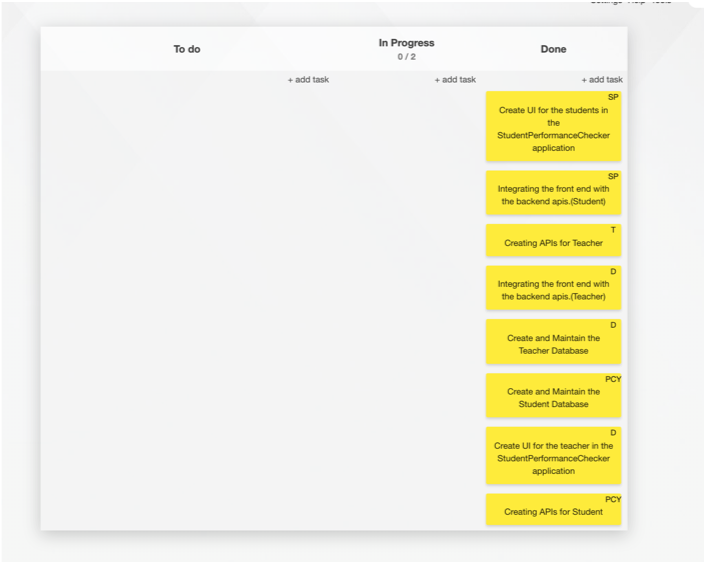 To do
In Progress
0 / 2
Done
+ add task
+ add task
+ add task
SP
Create UI for the students in
the
StudentPerformanceChecker
application
SP
Integrating the front end with
the backend apis.(Student)
T
Creating APIs for Teacher
D
Integrating the front end with
the backend apis.(Teacher)
D
Create and Maintain the
Teacher Database
PCY
Create and Maintain the
Student Database
D
Create UI for the teacher in the
StudentPerformanceChecker
application
PCY
Creating APIs for Student